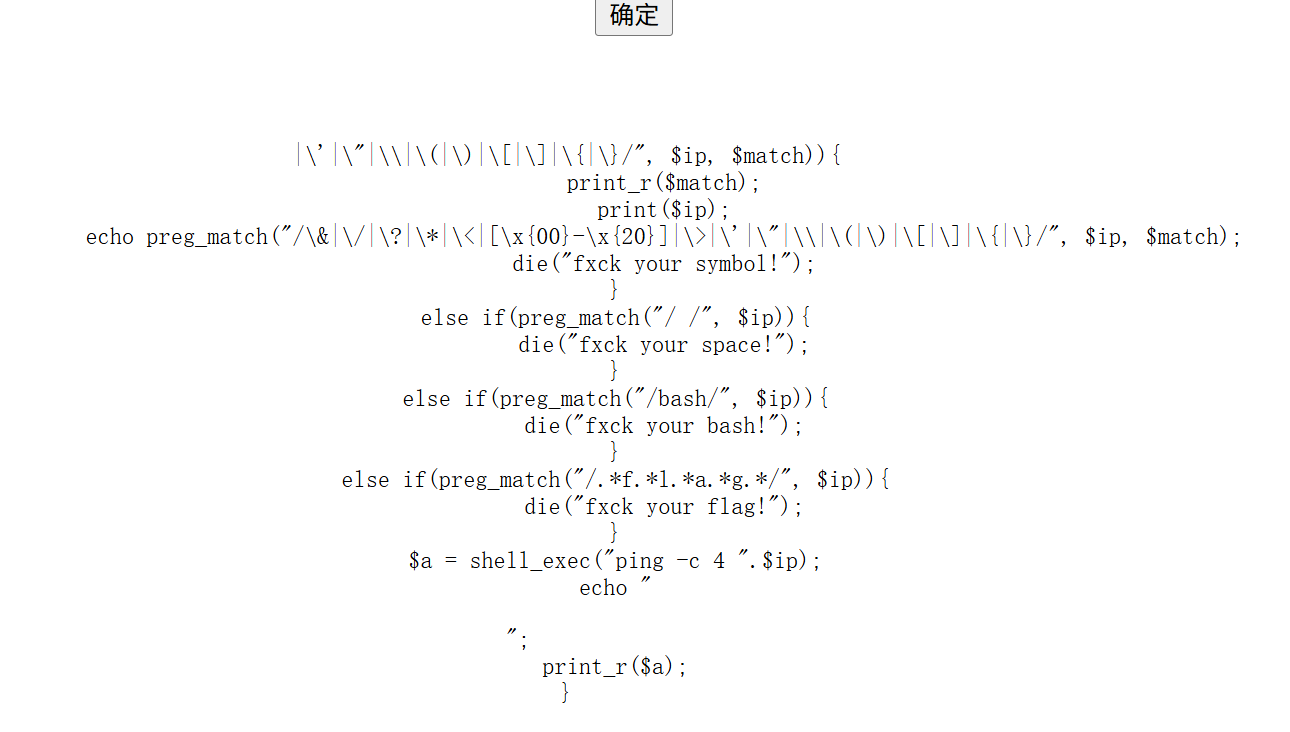 确定
|\'|\"|\\|\(|\)|\[|\]|\{|\}/", $ip, $match)){
print_r($match);
print($ip);
echo preg_match("/\&|\/|\?|\*|\<|[\x{00}-\x{20}]|\>|\'|\"|\\|\(|\)|\[|\]|\{|\}/", $ip, $match);
die("fxck your symbol!");
}
else if(preg_match("/ /", $ip)){
die("fxck your space!");
}
else if(preg_match("/bash/", $ip)){
die("fxck your bash!");
}
else if(preg_match("/.*f.*l.*a.*g.*/", $ip)){
die("fxck your flag!");
}
$a = shell_exec("ping -c 4 ".$ip);
echo "
";
print_r($a);
}